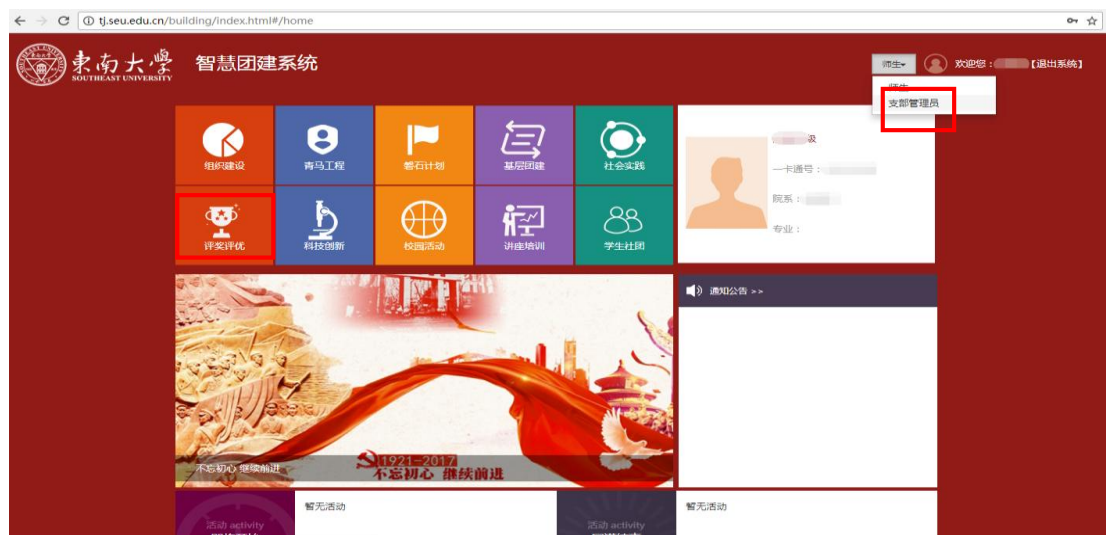 tj.seu.edu.cn/building/index.html#/home
東南大學
SOUTHEAST UNIVERSITY
智慧团建系统
师生
欢迎您：
【退出系统】
师生
支部管理员
组织建设
青马工程
磐石计划
基层团建
社会实践
级
一卡通号：
院系：
专业：
评奖评优
科技创新
校园活动
讲座培训
学生社团
通知公告 >>
不忘初心 继续前进
1921-2017
不忘初心 继续前进
活动 activity
暂无活动
活动 activity
暂无活动